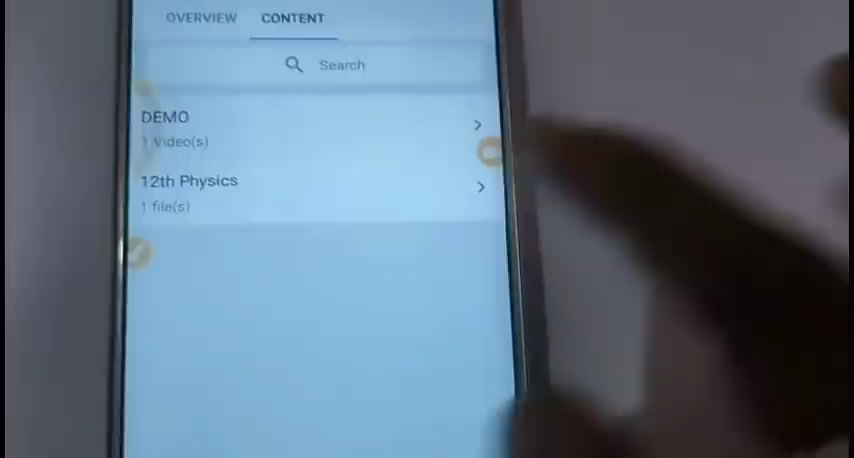 OVERVIEW CONTENT
Search
DEMO
1 Video(s)
12th Physics
1 file(s)